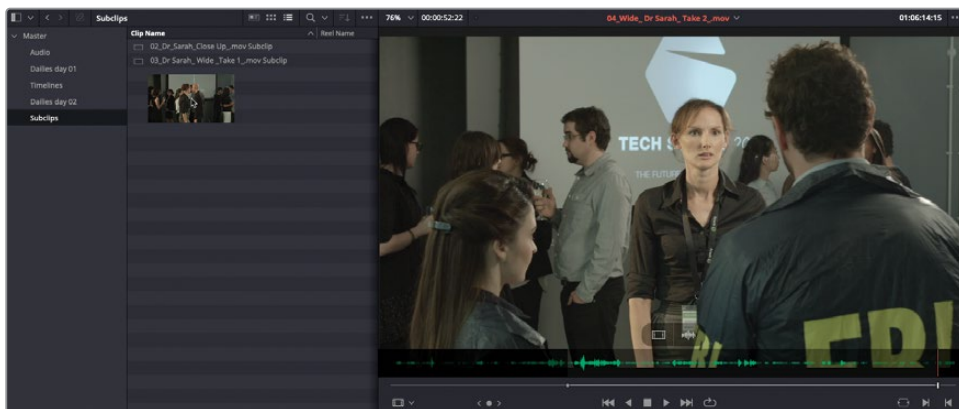 Subclips
76%
00:00:52:22
04_Wide_ Dr Sarah_ Take 2_.mov
01:06:14:15
Master
Audio
Dailies day 01
Timelines
Dailies day 02
Subclips
Clip Name
Reel Name
02_Dr_Sarah_Close Up_.mov Subclip
03_Dr Sarah_ Wide _Take 1_.mov Subclip
TECH
THE FUTURE